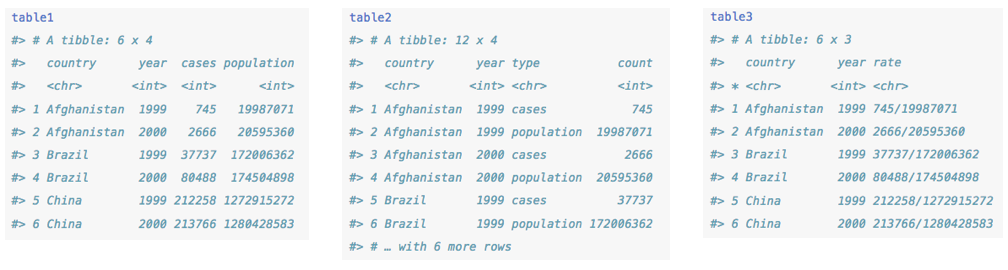 table1
#> # A tibble: 6 x 4
#>   country      year  cases population
#>   <chr>       <int>  <int>      <int>
#> 1 Afghanistan  1999    745   19987071
#> 2 Afghanistan  2000   2666   20595360
#> 3 Brazil       1999  37737  172006362
#> 4 Brazil       2000  80488  174504898
#> 5 China        1999 212258 1272915272
#> 6 China        2000 213766 1280428583
table2
#> # A tibble: 12 x 4
#>   country      year type           count
#>   <chr>       <int> <chr>          <int>
#> 1 Afghanistan  1999 cases            745
#> 2 Afghanistan  1999 population  19987071
#> 3 Afghanistan  2000 cases           2666
#> 4 Afghanistan  2000 population  20595360
#> 5 Brazil       1999 cases          37737
#> 6 Brazil       1999 population 172006362
#> # … with 6 more rows
table3
#> # A tibble: 6 x 3
#>   country      year rate
#> * <chr>       <int> <chr>
#> 1 Afghanistan  1999 745/19987071
#> 2 Afghanistan  2000 2666/20595360
#> 3 Brazil       1999 37737/172006362
#> 4 Brazil       2000 80488/174504898
#> 5 China        1999 212258/1272915272
#> 6 China        2000 213766/1280428583